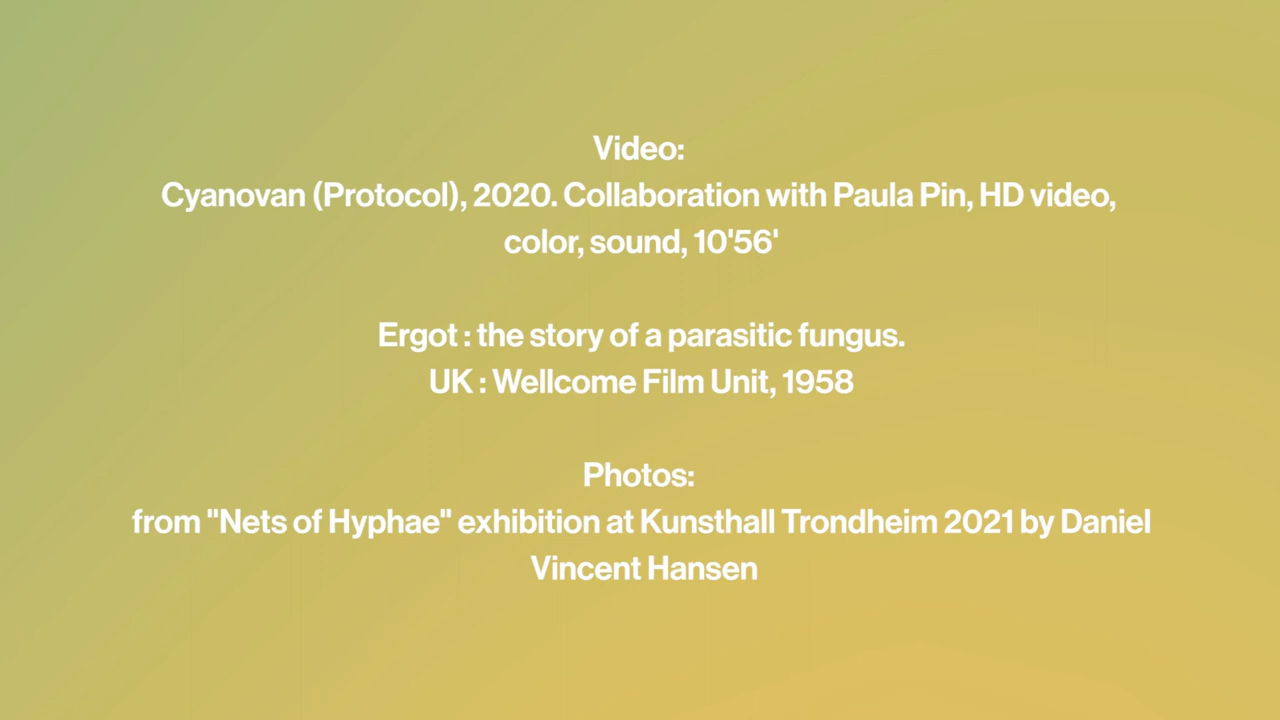 Video:
Cyanovan (Protocol), 2020. Collaboration with Paula Pin, HD video,
color, sound, 10'56'
Ergot : the story of a parasitic fungus.
UK : Wellcome Film Unit, 1958
Photos:
from "Nets of Hyphae" exhibition at Kunsthall Trondheim 2021 by Daniel
Vincent Hansen